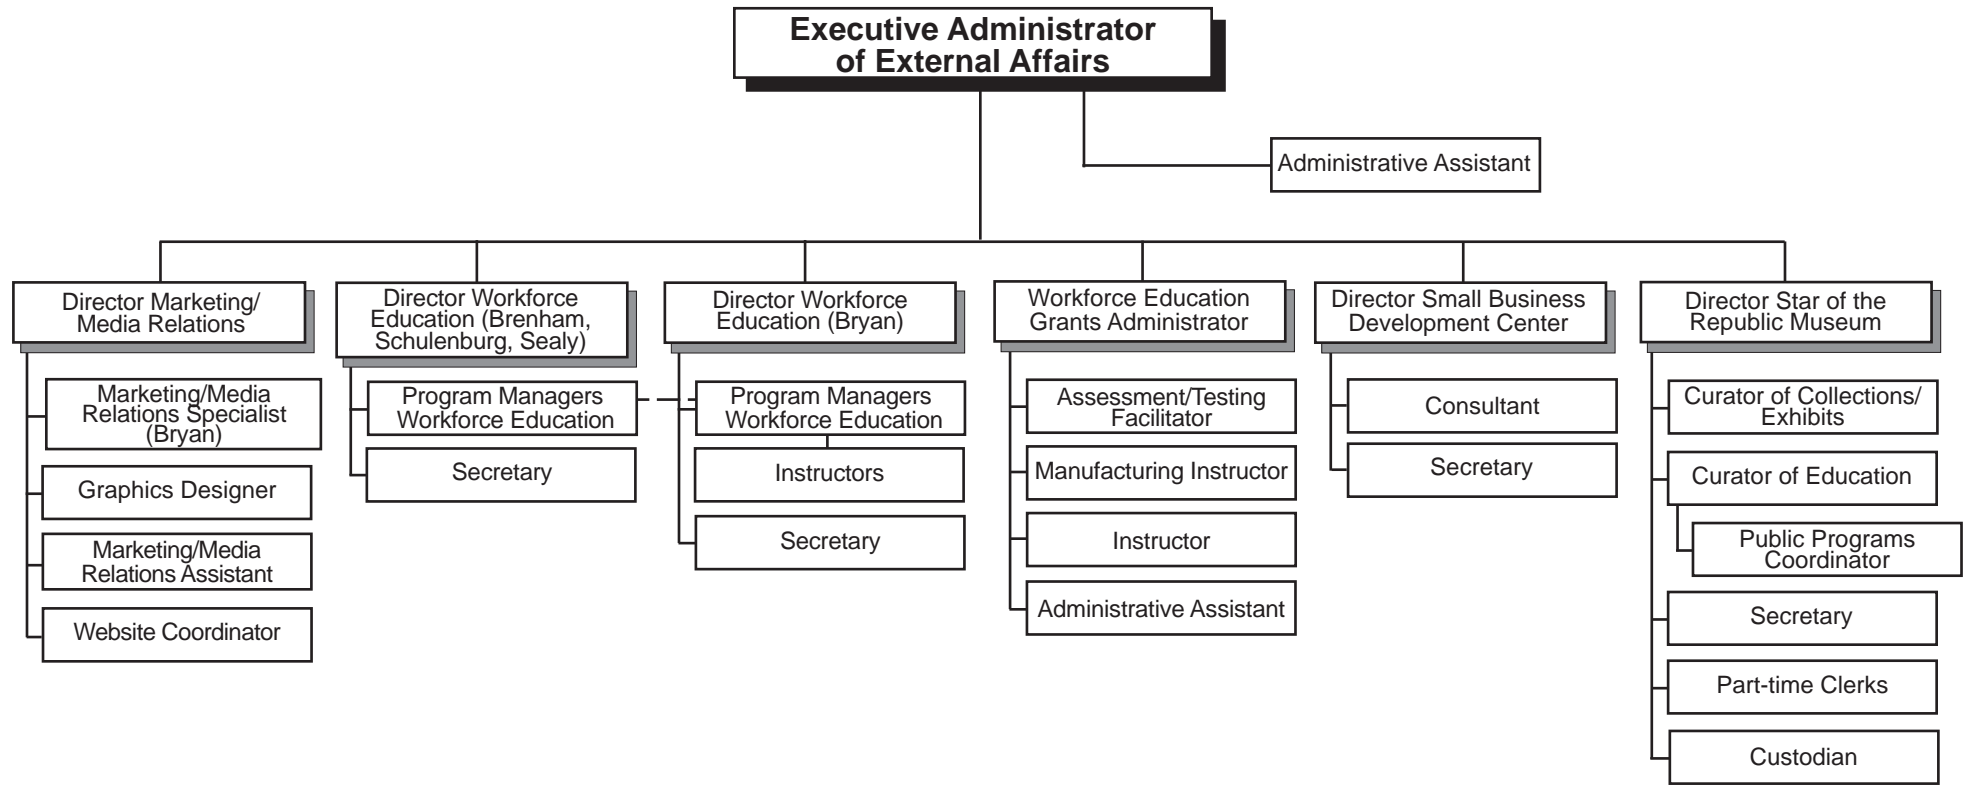 Executive Administrator
of External Affairs
Administrative Assistant
Director Marketing/
Media Relations
Marketing/Media
Relations Specialist
(Bryan)
Graphics Designer
Marketing/Media
Relations Assistant
Website Coordinator
Director Workforce
Education (Brenham,
Schulenburg, Sealy)
Program Managers
Workforce Education
Secretary
Director Workforce
Education (Bryan)
Program Managers
Workforce Education
Instructors
Secretary
Workforce Education
Grants Administrator
Assessment/Testing
Facilitator
Manufacturing Instructor
Instructor
Administrative Assistant
Director Small Business
Development Center
Consultant
Secretary
Director Star of the
Republic Museum
Curator of Collections/
Exhibits
Curator of Education
Public Programs
Coordinator
Secretary
Part-time Clerks
Custodian